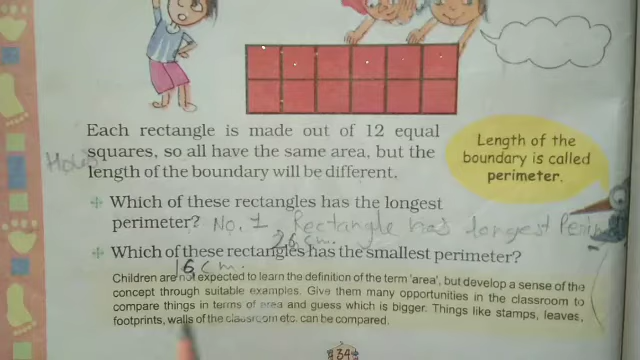 Each rectangle is made out of 12 equal
squares, so all have the same area, but the
length of the boundary will be different.
Length of the
boundary is called
perimeter.
Which of these rectangles has the longest
perimeter? No. 1 Rectangle has longest Perim
26 cm.
Which of these rectangles has the smallest perimeter?
16 cm.
Children are not expected to learn the definition of the term 'area', but develop a sense of the
concept through suitable examples. Give them many opportunities in the classroom to
compare things in terms of area and guess which is bigger. Things like stamps, leaves,
footprints, walls of the classroom etc. can be compared.
34